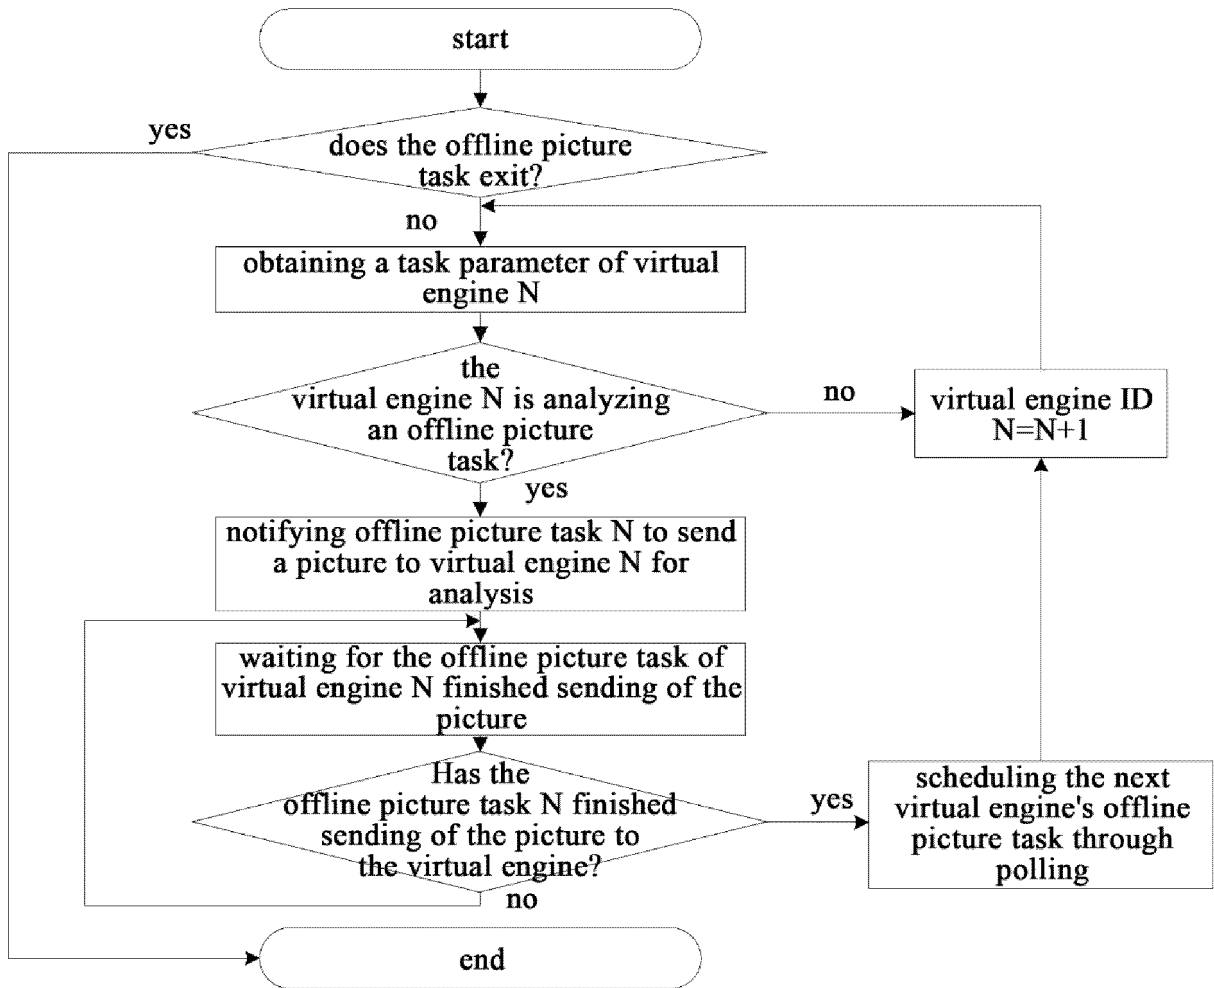 start
yes
does the offline picture
task exit?
no
obtaining a task parameter of virtual
engine N
the
virtual engine N is analyzing
an offline picture
task?
no
virtual engine ID
N=N+1
yes
notifying offline picture task N to send
a picture to virtual engine N for
analysis
waiting for the offline picture task of
virtual engine N finished sending of the
picture
Has the
offline picture task N finished
sending of the picture to
the virtual engine?
yes
scheduling the next
virtual engine's offline
picture task through
polling
no
end